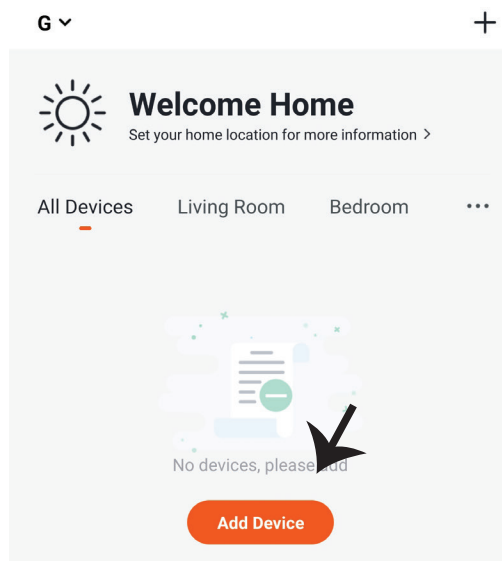 G
Welcome Home
Set your home location for more information >
All Devices Living Room Bedroom ...
No devices, please add
Add Device